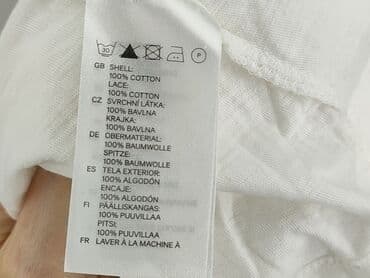 30
P
GB SHELL:
100% COTTON
LACE:
100% COTTON
CZ SVRCHNÍ LÁTKA:
100% BAVLNA
KRAJKA:
100% BAVLNA
DE OBERMATERIAL:
100% BAUMWOLLE
SPITZE:
100% BAUMWOLLE
ES TELA EXTERIOR:
100% ALGODÓN
ENCAJE:
100% ALGODÓN
FI PÄÄLLISKANGAS:
100% PUUVILLAA
PITSI:
100% PUUVILLAA
FR LAVER À LA MACHINE À